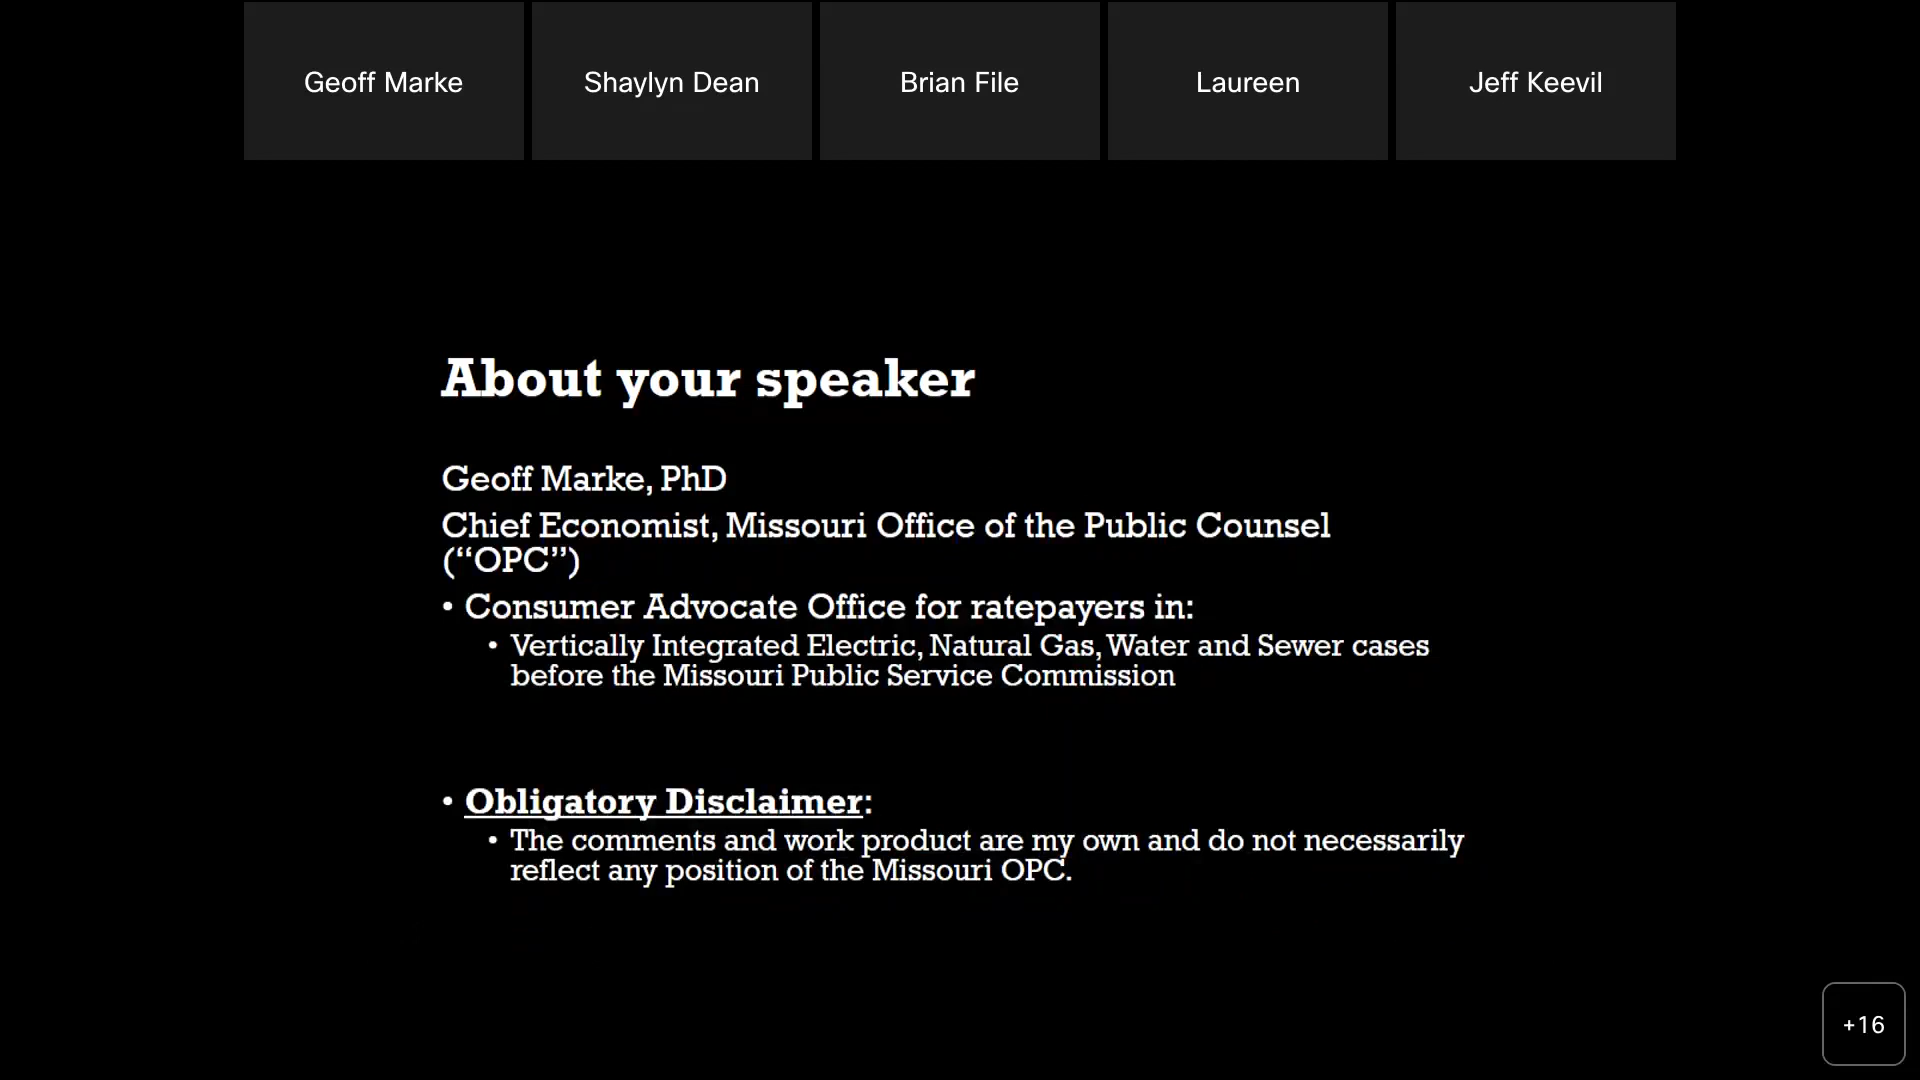 Geoff Marke
Shaylyn Dean
Brian File
Laureen
Jeff Keevil
About your speaker
Geoff Marke, PhD
Chief Economist, Missouri Office of the Public Counsel
(“OPC”)
• Consumer Advocate Office for ratepayers in:
• Vertically Integrated Electric, Natural Gas, Water and Sewer cases
before the Missouri Public Service Commission
• Obligatory Disclaimer:
• The comments and work product are my own and do not necessarily
reflect any position of the Missouri OPC.
+16